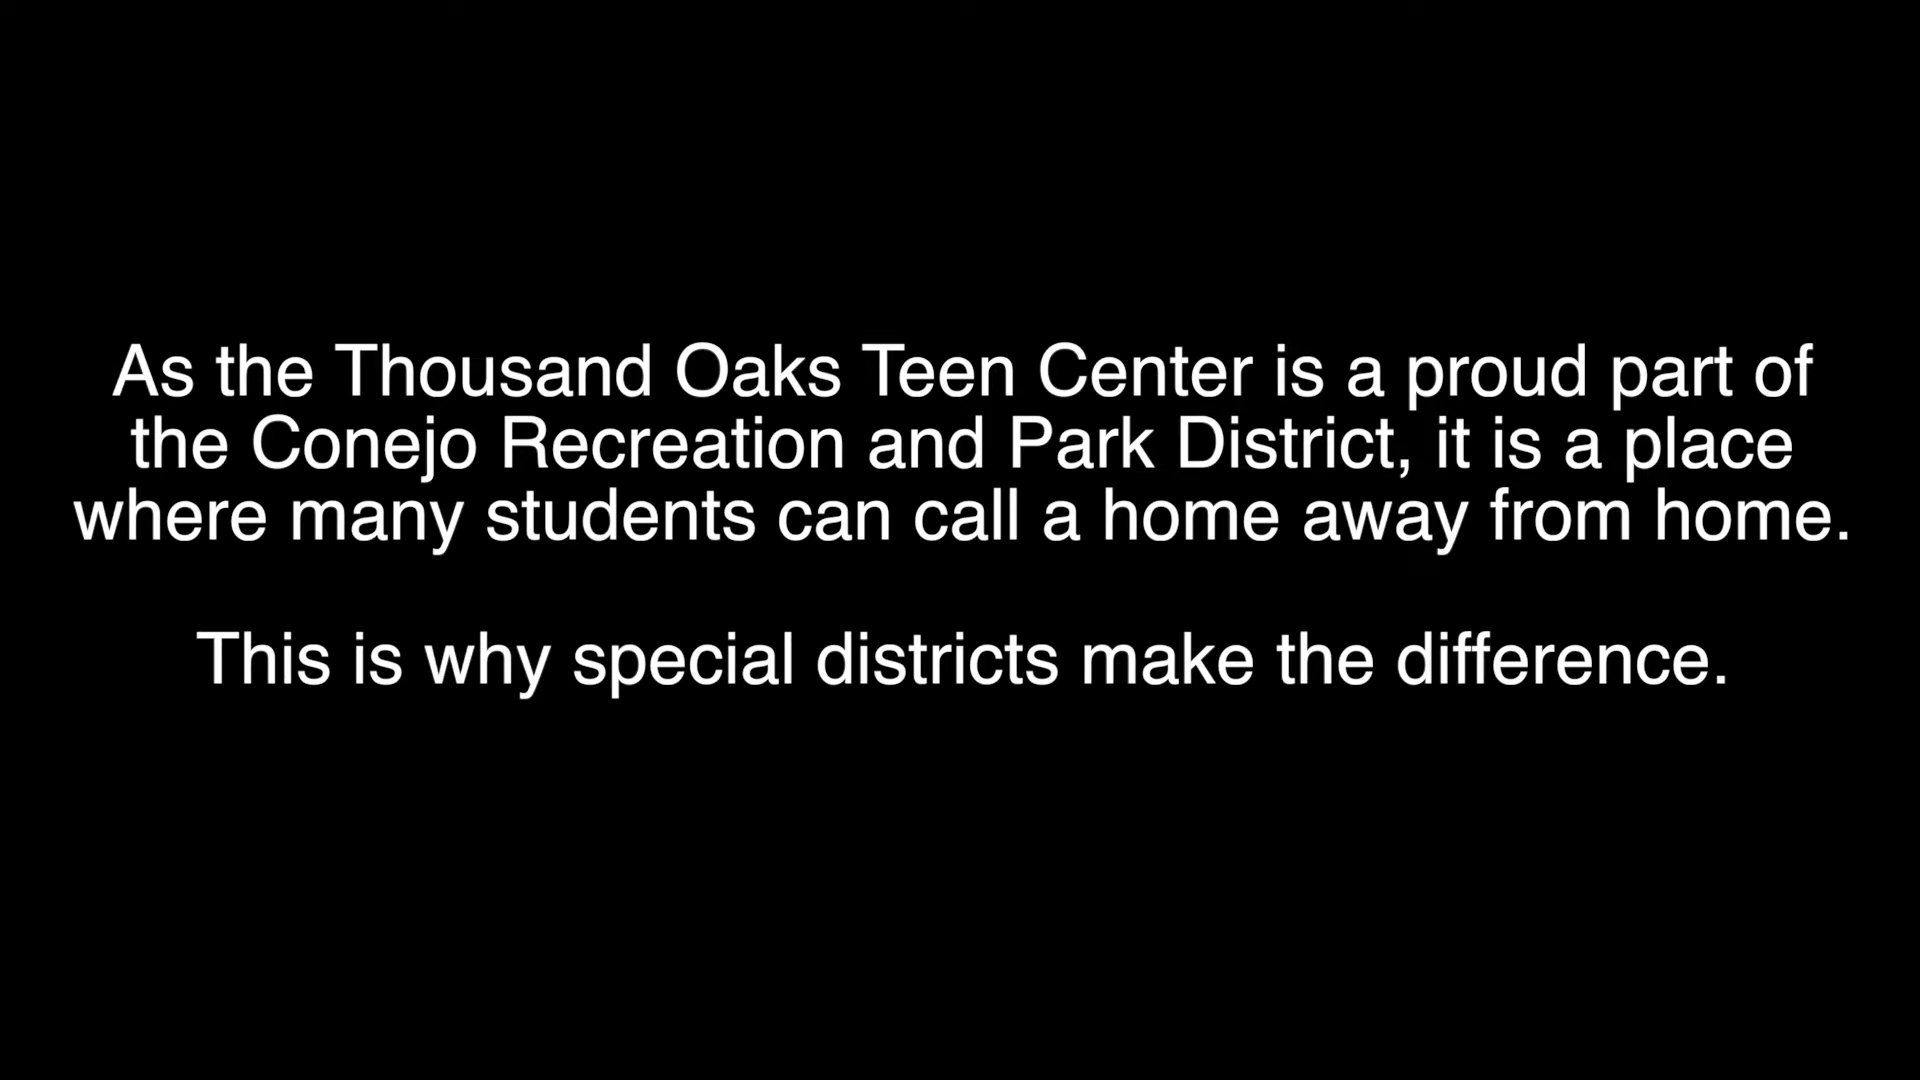 As the Thousand Oaks Teen Center is a proud part of
the Conejo Recreation and Park District, it is a place
where many students can call a home away from home.
This is why special districts make the difference.